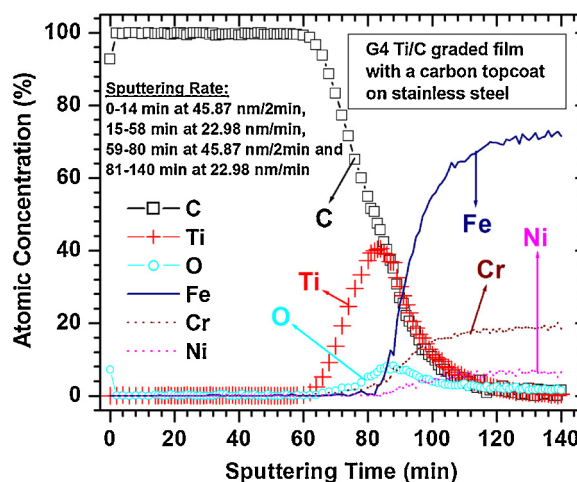 G4 Ti/C graded film
with a carbon topcoat
on stainless steel
Sputtering Rate:
0-14 min at 45.87 nm/2min,
15-58 min at 22.98 nm/min,
59-80 min at 45.87 nm/2min and
81-140 min at 22.98 nm/min
C
Ti
O
Fe
Cr
Ni
C
Ti
O
Fe
Cr
Ni
Atomic Concentration (%)
100
80
60
40
20
0
0 20 40 60 80 100 120 140
Sputtering Time (min)